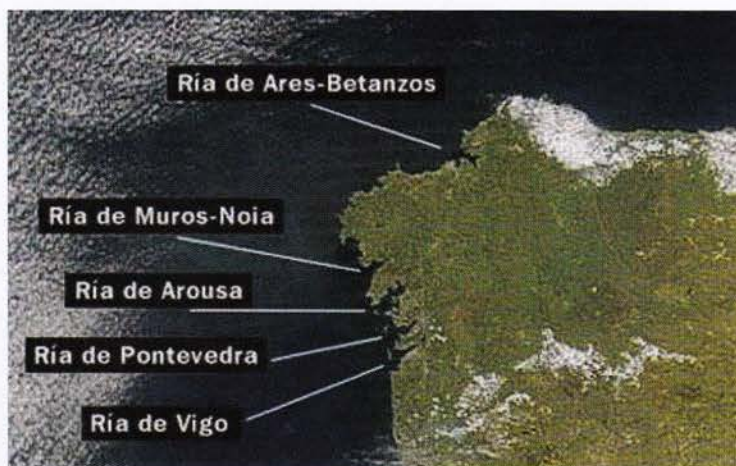 Ría de Ares-Betanzos
Ría de Muros-Noia
Ría de Arousa
Ría de Pontevedra
Ría de Vigo